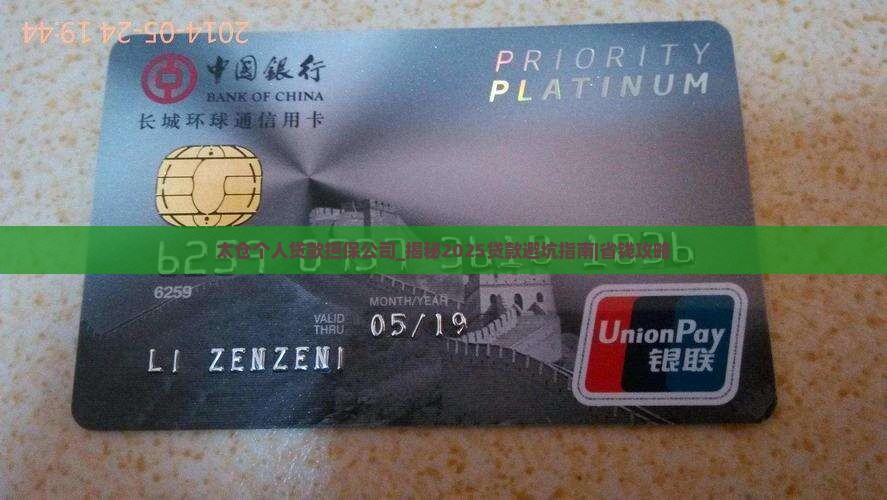 2014-05-24 19:44
中国银行
BANK OF CHINA
长城环球通信用卡
PRIORITY
PLATINUM
太仓个人贷款担保公司_揭秘2025贷款避坑指南|省钱攻略
6259
MONTH/YEAR
VALID
THRU
05/19
LI ZENZENI
UnionPay
银联